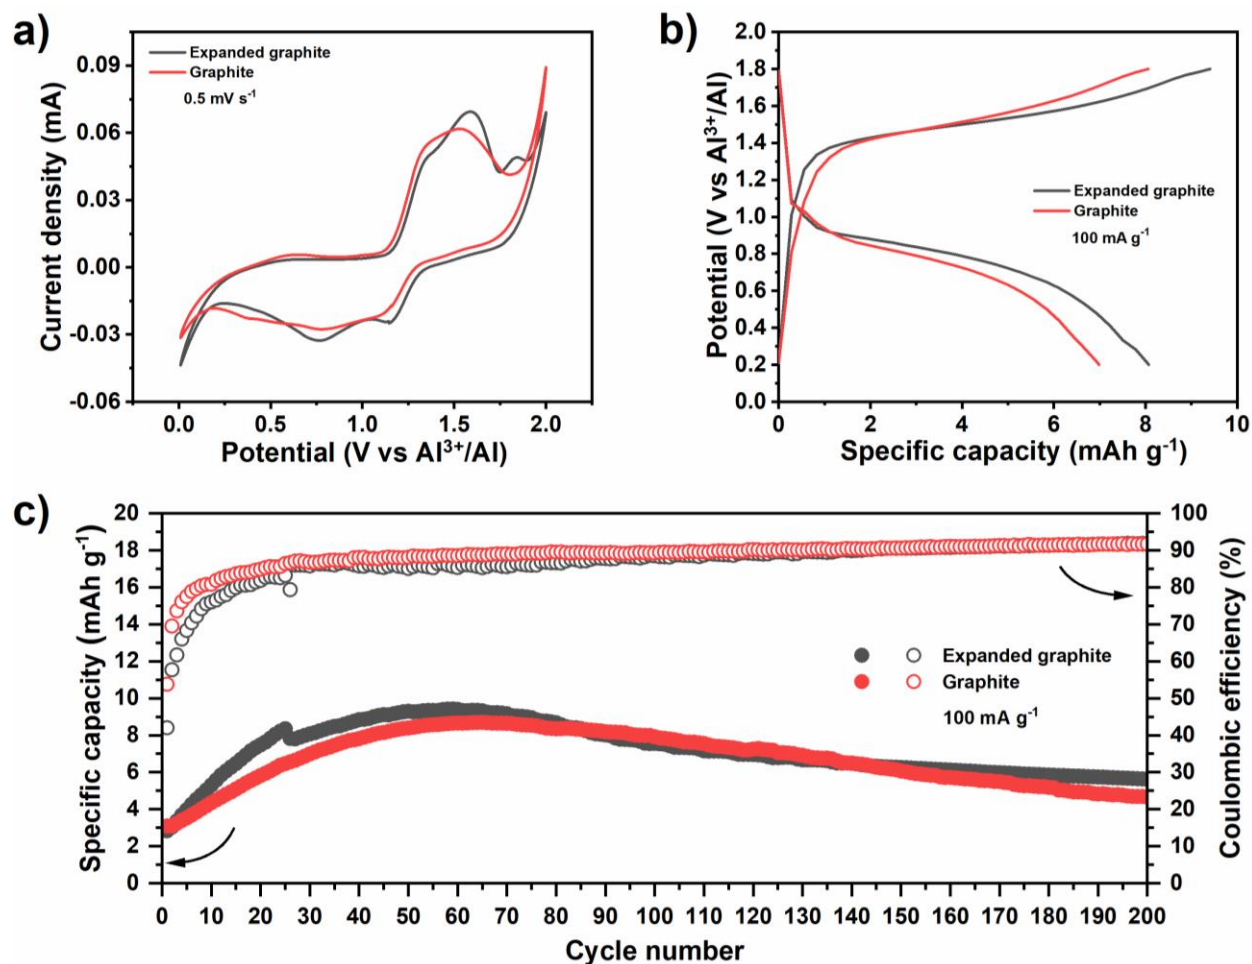 a)
Expanded graphite
Graphite
0.5 mV s⁻¹
Current density (mA)
0.09
0.06
0.03
0.00
-0.03
-0.06
0.0 0.5 1.0 1.5 2.0
Potential (V vs Al³⁺/Al)
b)
Potential (V vs Al³⁺/Al)
2.0
1.8
1.6
1.4
1.2
1.0
0.8
0.6
0.4
0.2
0.0
Expanded graphite
Graphite
100 mA g⁻¹
0 2 4 6 8 10
Specific capacity (mAh g⁻¹)
c)
Specific capacity (mAh g⁻¹)
20
18
16
14
12
10
8
6
4
2
0
Expanded graphite
Graphite
100 mA g⁻¹
100
90
80
70
60
50
40
30
20
10
0
Coulombic efficiency (%)
0 10 20 30 40 50 60 70 80 90 100 110 120 130 140 150 160 170 180 190 200
Cycle number